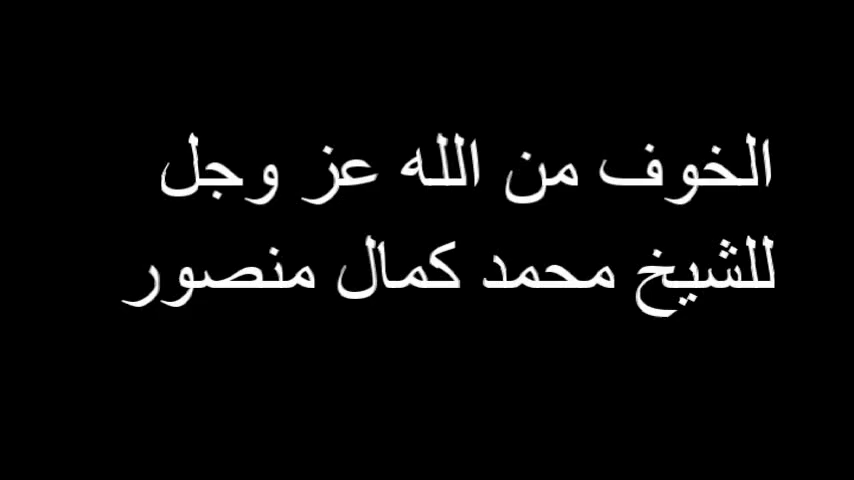 الخوف من الله عز وجل
للشيخ محمد كمال منصور